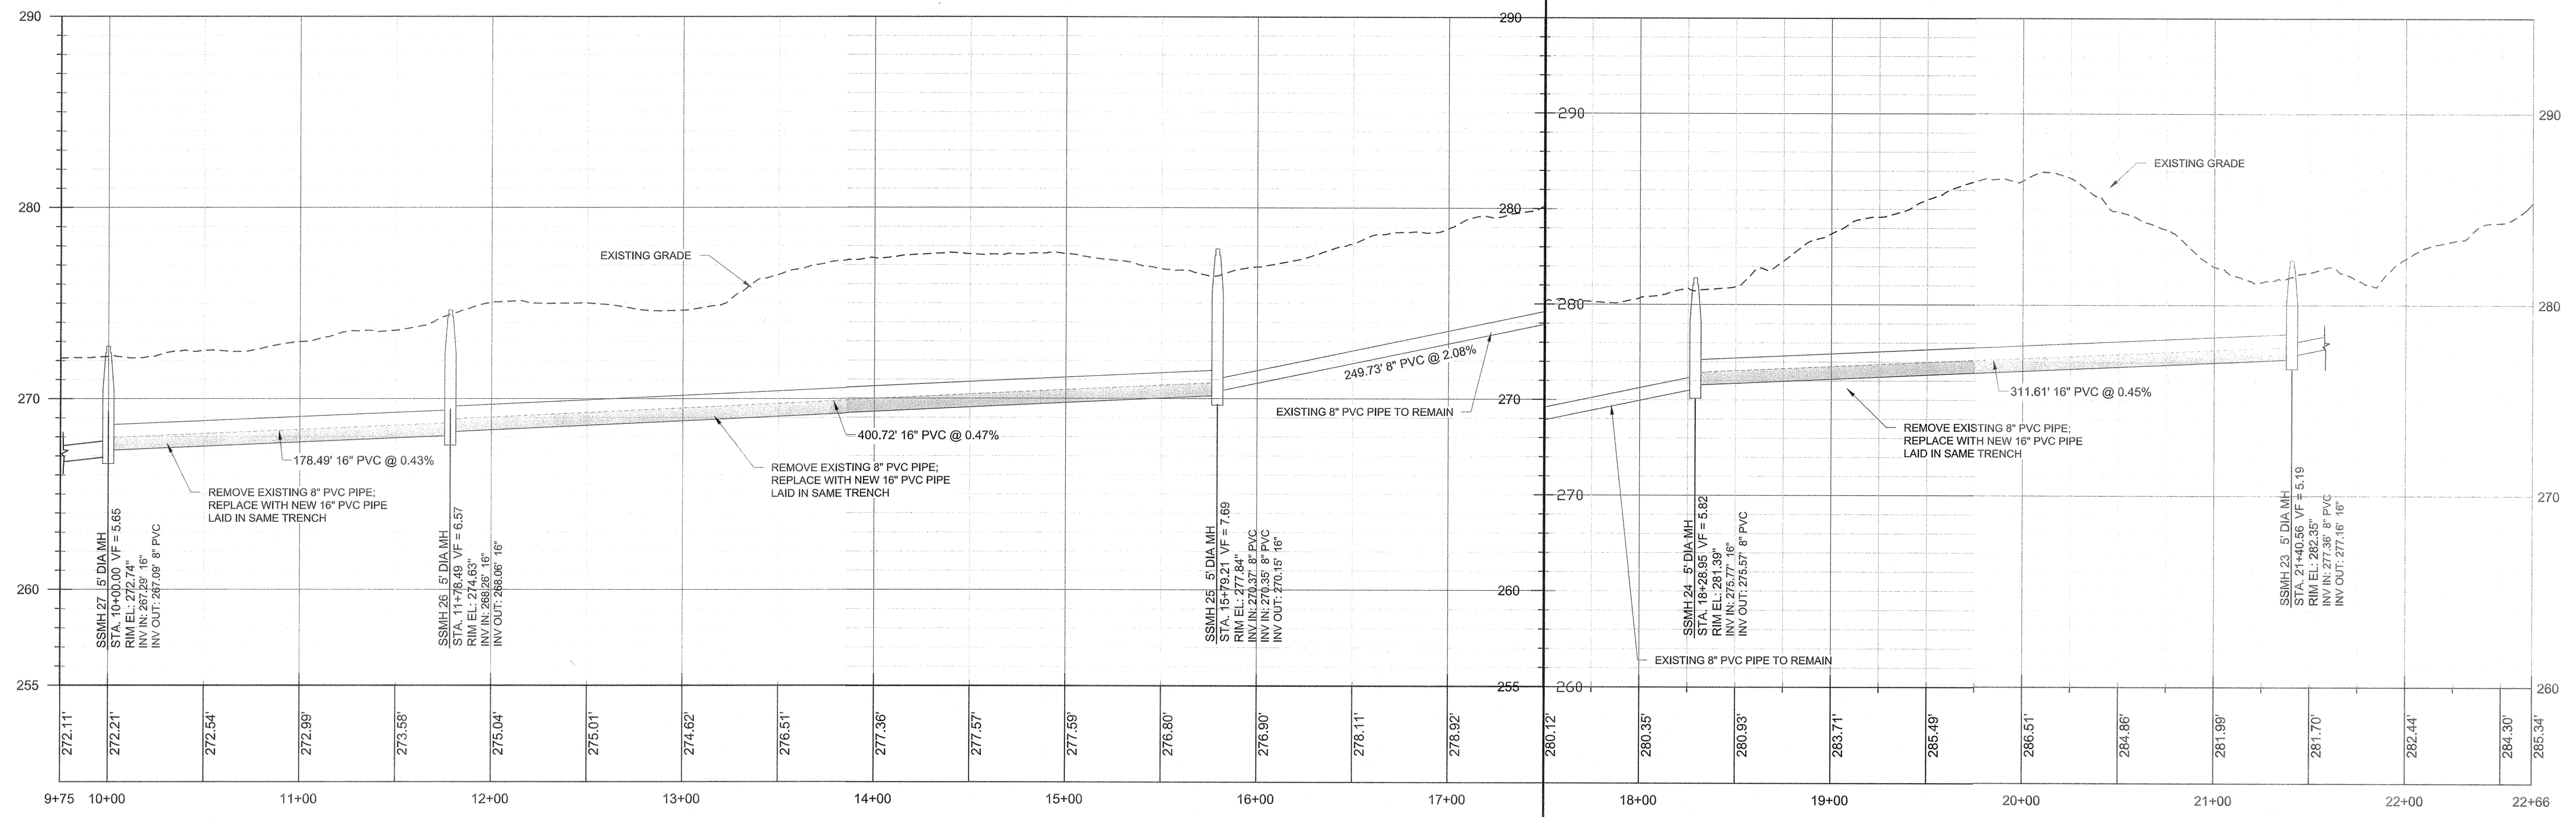 290
280
270
260
255
290
280
270
260
255
290
280
270
260
290
280
270
260
EXISTING GRADE
EXISTING GRADE
178.49' 16" PVC @ 0.43%
REMOVE EXISTING 8" PVC PIPE;
REPLACE WITH NEW 16" PVC PIPE
LAID IN SAME TRENCH
400.72' 16" PVC @ 0.47%
REMOVE EXISTING 8" PVC PIPE;
REPLACE WITH NEW 16" PVC PIPE
LAID IN SAME TRENCH
249.73' 8" PVC @ 2.08%
EXISTING 8" PVC PIPE TO REMAIN
EXISTING 8" PVC PIPE TO REMAIN
311.61' 16" PVC @ 0.45%
REMOVE EXISTING 8" PVC PIPE;
REPLACE WITH NEW 16" PVC PIPE
LAID IN SAME TRENCH
SSMH 27 5' DIA MH
STA. 10+00.00 VF = 5.65
RIM EL: 272.74"
INV IN: 267.29' 16"
INV OUT: 267.09' 8" PVC
SSMH 26 5' DIA MH
STA. 11+78.49 VF = 6.57
RIM EL: 274.63"
INV IN: 268.26' 16"
INV OUT: 268.06' 16"
SSMH 25 5' DIA MH
STA. 15+79.21 VF = 7.69
RIM EL: 277.84"
INV IN: 270.37' 8" PVC
INV IN: 270.35' 8" PVC
INV OUT: 270.15' 16"
SSMH 24 5' DIA MH
STA. 18+28.95 VF = 5.82
RIM EL: 281.39"
INV IN: 275.77' 16"
INV OUT: 275.57' 8" PVC
SSMH 23 5' DIA MH
STA. 21+40.56 VF = 5.19
RIM EL: 282.35"
INV IN: 277.36' 8" PVC
INV OUT: 277.16' 16"
272.11'
272.21'
272.54'
272.99'
273.58'
275.04'
275.01'
274.62'
276.51'
277.36'
277.57'
277.59'
276.80'
276.90'
278.11'
278.92'
280.12'
280.35'
280.93'
283.71'
285.49'
286.51'
284.86'
281.99'
281.70'
282.44'
284.30'
285.34'
9+75
10+00
11+00
12+00
13+00
14+00
15+00
16+00
17+00
18+00
19+00
20+00
21+00
22+00
22+66